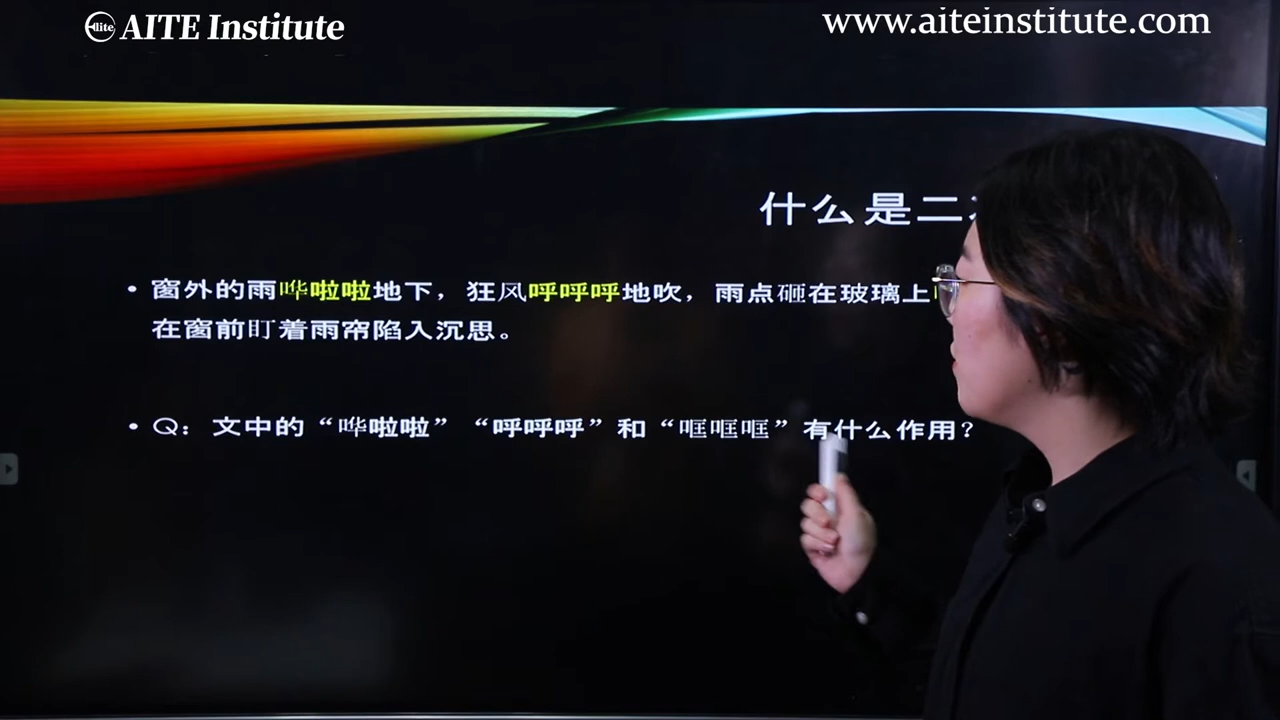 AITE Institute
www.aiteinstitute.com
什么是二
窗外的雨哗啦啦地下，狂风呼呼呼地吹，雨点砸在玻璃上
在窗前盯着雨帘陷入沉思。
Q：文中的“哗啦啦”“呼呼呼”和“哐哐哐”有什么作用？